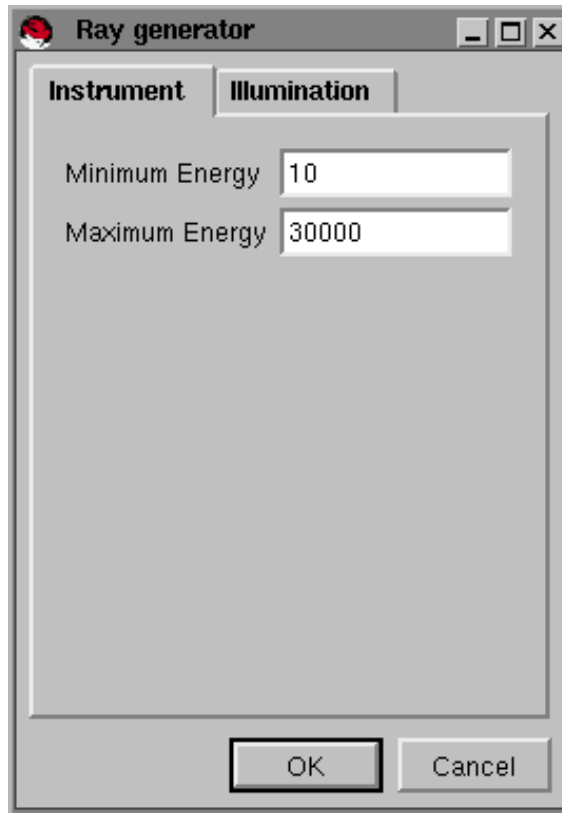 Ray generator
Instrument Illumination
Minimum Energy 10
Maximum Energy 30000
OK Cancel